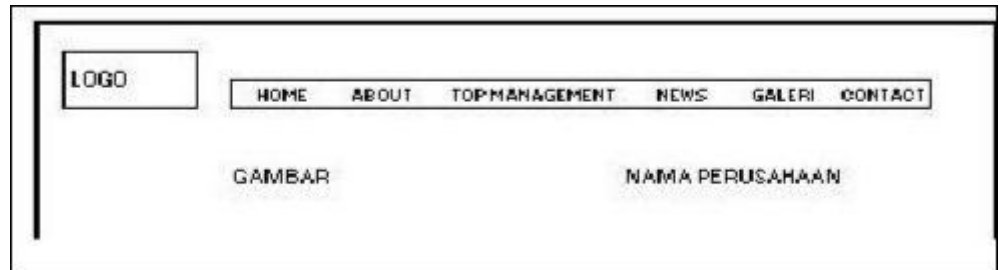 LOGO
HOME ABOUT TOP MANAGEMENT NEWS GALERI CONTACT
GAMBAR NAMA PERUSAHAAN